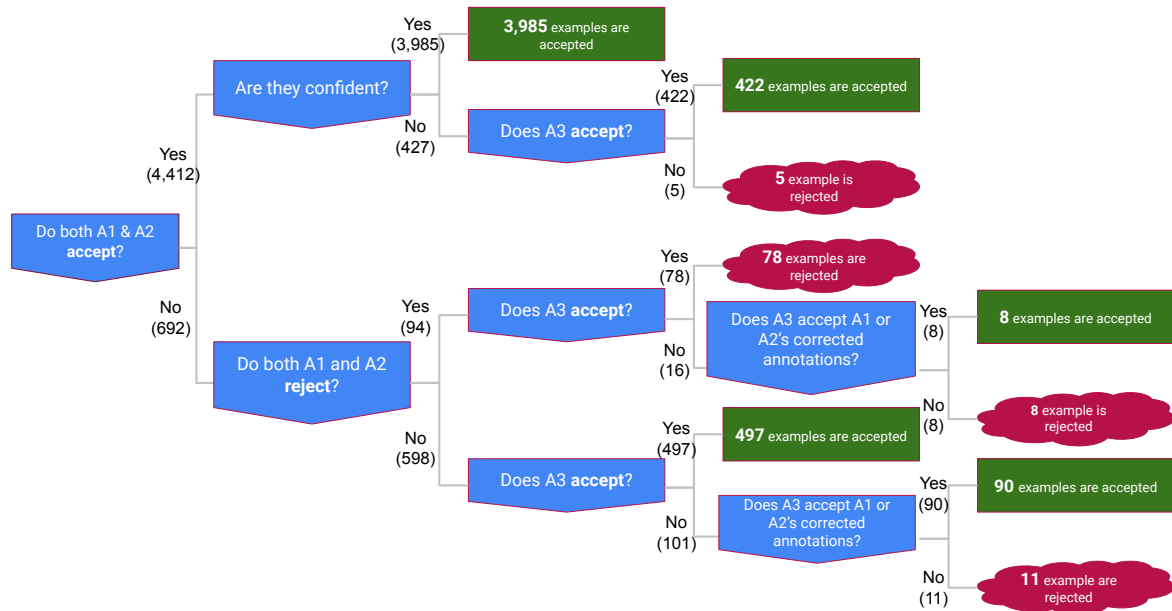 Yes
(3,985)
3,985 examples are
accepted
Are they confident?
Yes
(422)
422 examples are accepted
No
(427)
Does A3 accept?
Yes
(4,412)
No
(5)
5 example is
rejected
Do both A1 & A2
accept?
Yes
(78)
78 examples are
rejected
No
(692)
Yes
(94)
Does A3 accept?
Does A3 accept A1 or
A2's corrected
annotations?
Yes
(8)
8 examples are accepted
Do both A1 and A2
reject?
No
(16)
No
(8)
8 example is
rejected
No
(598)
Does A3 accept?
Yes
(497)
497 examples are accepted
Yes
(90)
90 examples are accepted
No
(101)
Does A3 accept A1 or
A2's corrected
annotations?
No
(11)
11 example are
rejected